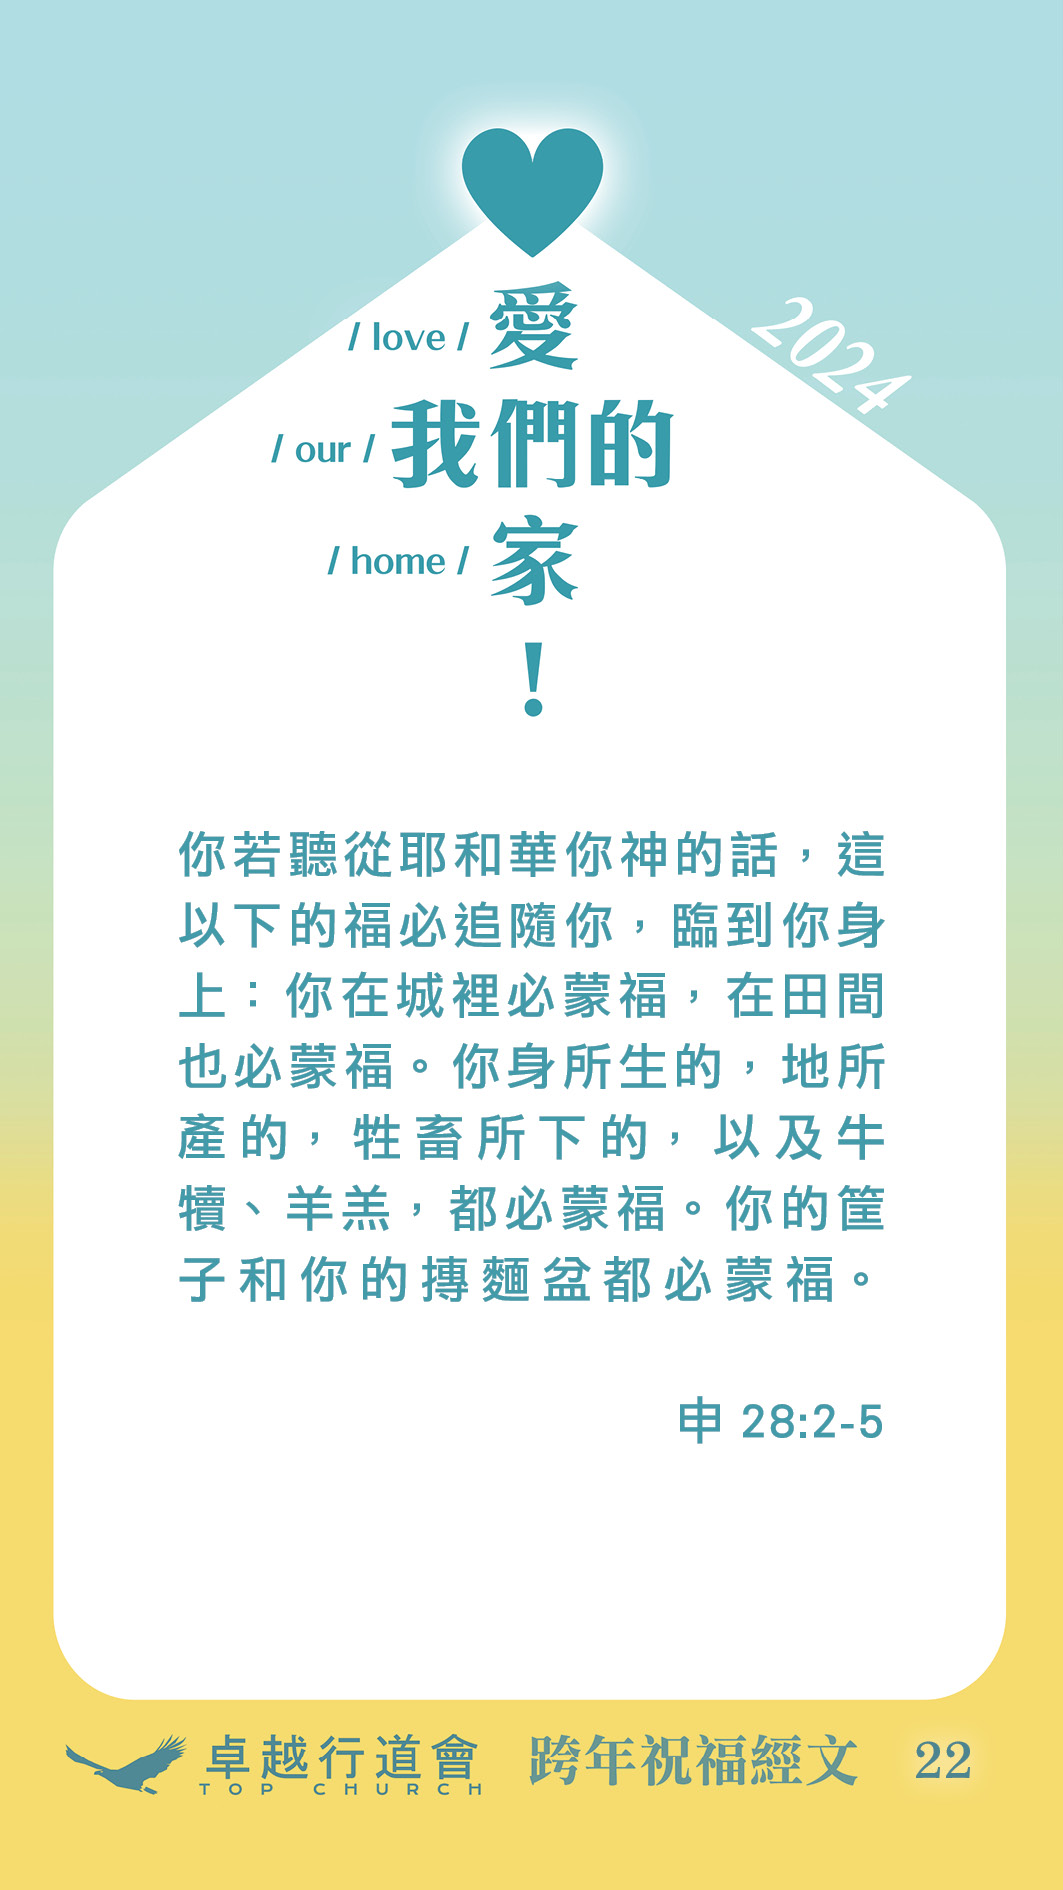 2024
/ love / 愛
/ our / 我們的
/ home / 家
!
你若聽從耶和華你神的話，這
以下的福必追隨你，臨到你身
上：你在城裡必蒙福，在田間
也必蒙福。你身所生的，地所
產的，牲畜所下的，以及牛
犢、羊羔，都必蒙福。你的筐
子和你的摶麵盆都必蒙福。
申 28:2-5
卓越行道會
TOP CHURCH
跨年祝福經文 22